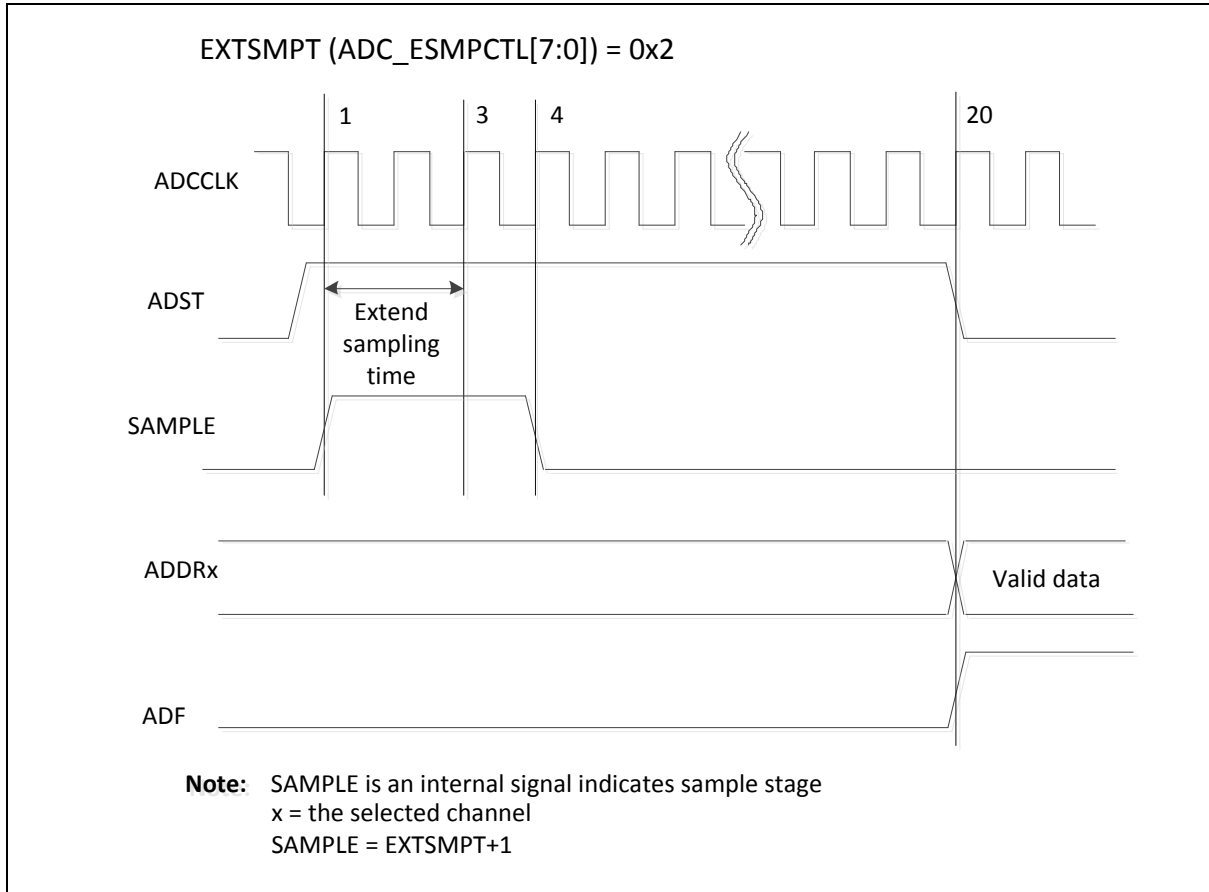 EXTSMPT (ADC_ESMPCTL[7:0]) = 0x2
1
3
4
20
ADCCLK
ADST
Extend
sampling
time
SAMPLE
ADDRx
Valid data
ADF
Note: SAMPLE is an internal signal indicates sample stage
x = the selected channel
SAMPLE = EXTSMPT+1